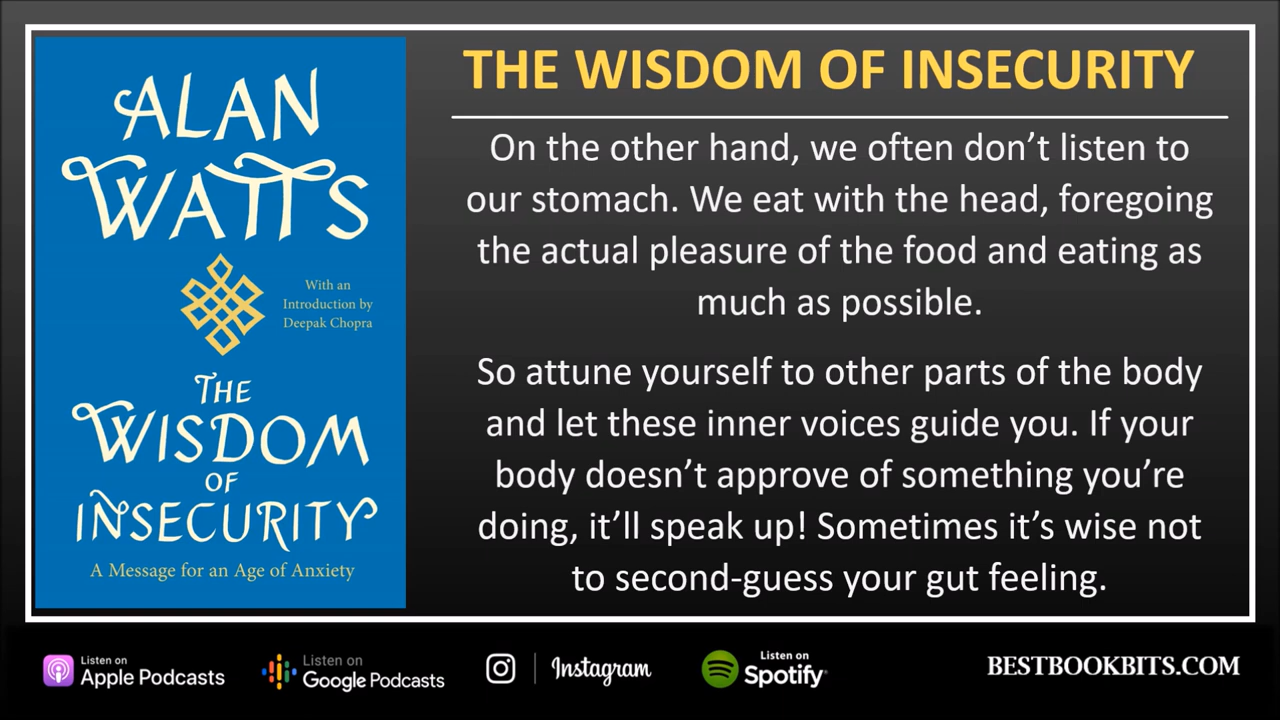 ALAN
WATTS
With an
Introduction by
Deepak Chopra
THE
WISDOM
OF
INSECURITY
A Message for an Age of Anxiety
THE WISDOM OF INSECURITY
On the other hand, we often don’t listen to
our stomach. We eat with the head, foregoing
the actual pleasure of the food and eating as
much as possible.
So attune yourself to other parts of the body
and let these inner voices guide you. If your
body doesn’t approve of something you’re
doing, it’ll speak up! Sometimes it’s wise not
to second-guess your gut feeling.
Listen on
Apple Podcasts
Listen on
Google Podcasts
Instagram
Listen on
Spotify
BESTBOOKBITS.COM